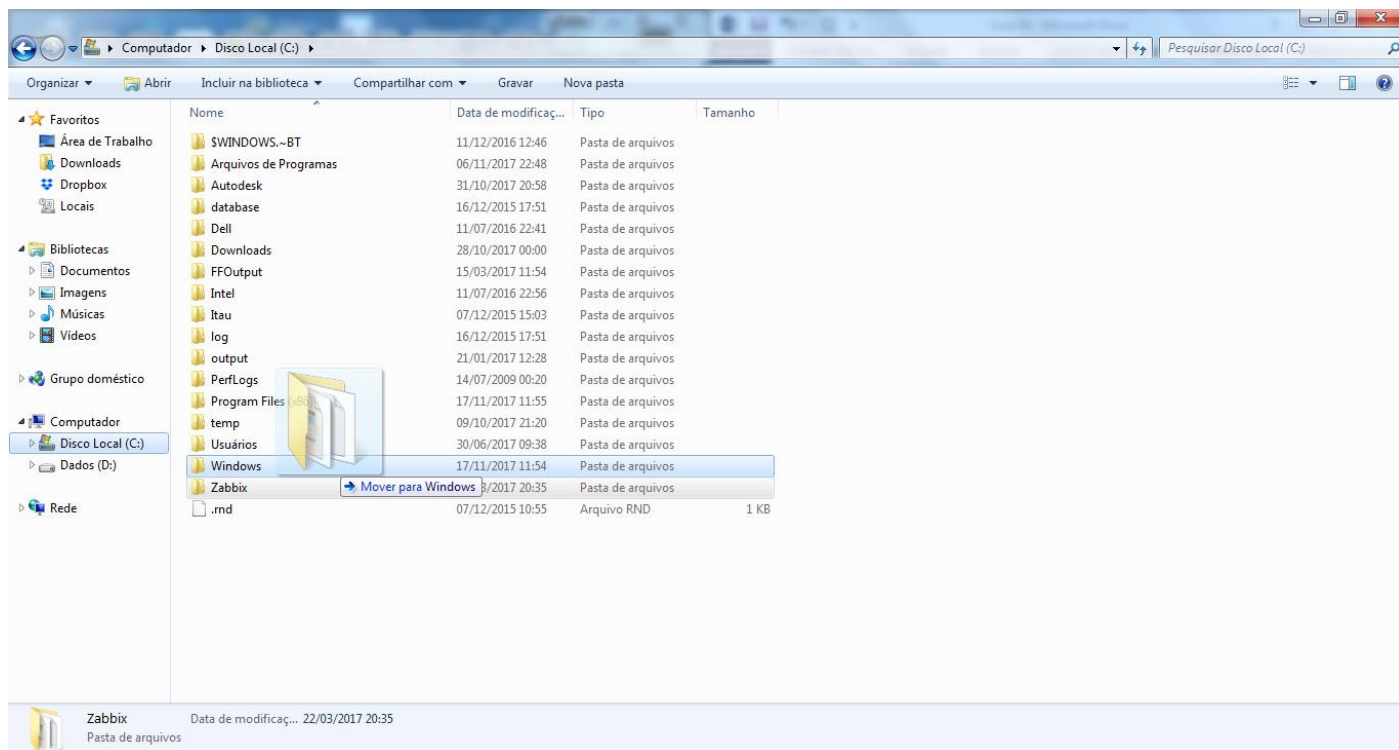 Computador ▸ Disco Local (C:) ▸ Pesquisar Disco Local (C:)
Organizar Abrir Incluir na biblioteca Compartilhar com Gravar Nova pasta
Favoritos
Área de Trabalho
Downloads
Dropbox
Locais
Bibliotecas
Documentos
Imagens
Músicas
Vídeos
Grupo doméstico
Computador
Disco Local (C:)
Dados (D:)
Rede
Nome Data de modificaç... Tipo Tamanho
$WINDOWS.~BT 11/12/2016 12:46 Pasta de arquivos
Arquivos de Programas 06/11/2017 22:48 Pasta de arquivos
Autodesk 31/10/2017 20:58 Pasta de arquivos
database 16/12/2015 17:51 Pasta de arquivos
Dell 11/07/2016 22:41 Pasta de arquivos
Downloads 28/10/2017 00:00 Pasta de arquivos
FFOutput 15/03/2017 11:54 Pasta de arquivos
Intel 11/07/2016 22:56 Pasta de arquivos
Itau 07/12/2015 15:03 Pasta de arquivos
log 16/12/2015 17:51 Pasta de arquivos
output 21/01/2017 12:28 Pasta de arquivos
PerfLogs 14/07/2009 00:20 Pasta de arquivos
Program Files (x86) 17/11/2017 11:55 Pasta de arquivos
temp 09/10/2017 21:20 Pasta de arquivos
Usuários 30/06/2017 09:38 Pasta de arquivos
Windows 17/11/2017 11:54 Pasta de arquivos
Zabbix Mover para Windows 3/2017 20:35 Pasta de arquivos
.rnd 07/12/2015 10:55 Arquivo RND 1 KB
Zabbix Data de modificaç... 22/03/2017 20:35
Pasta de arquivos